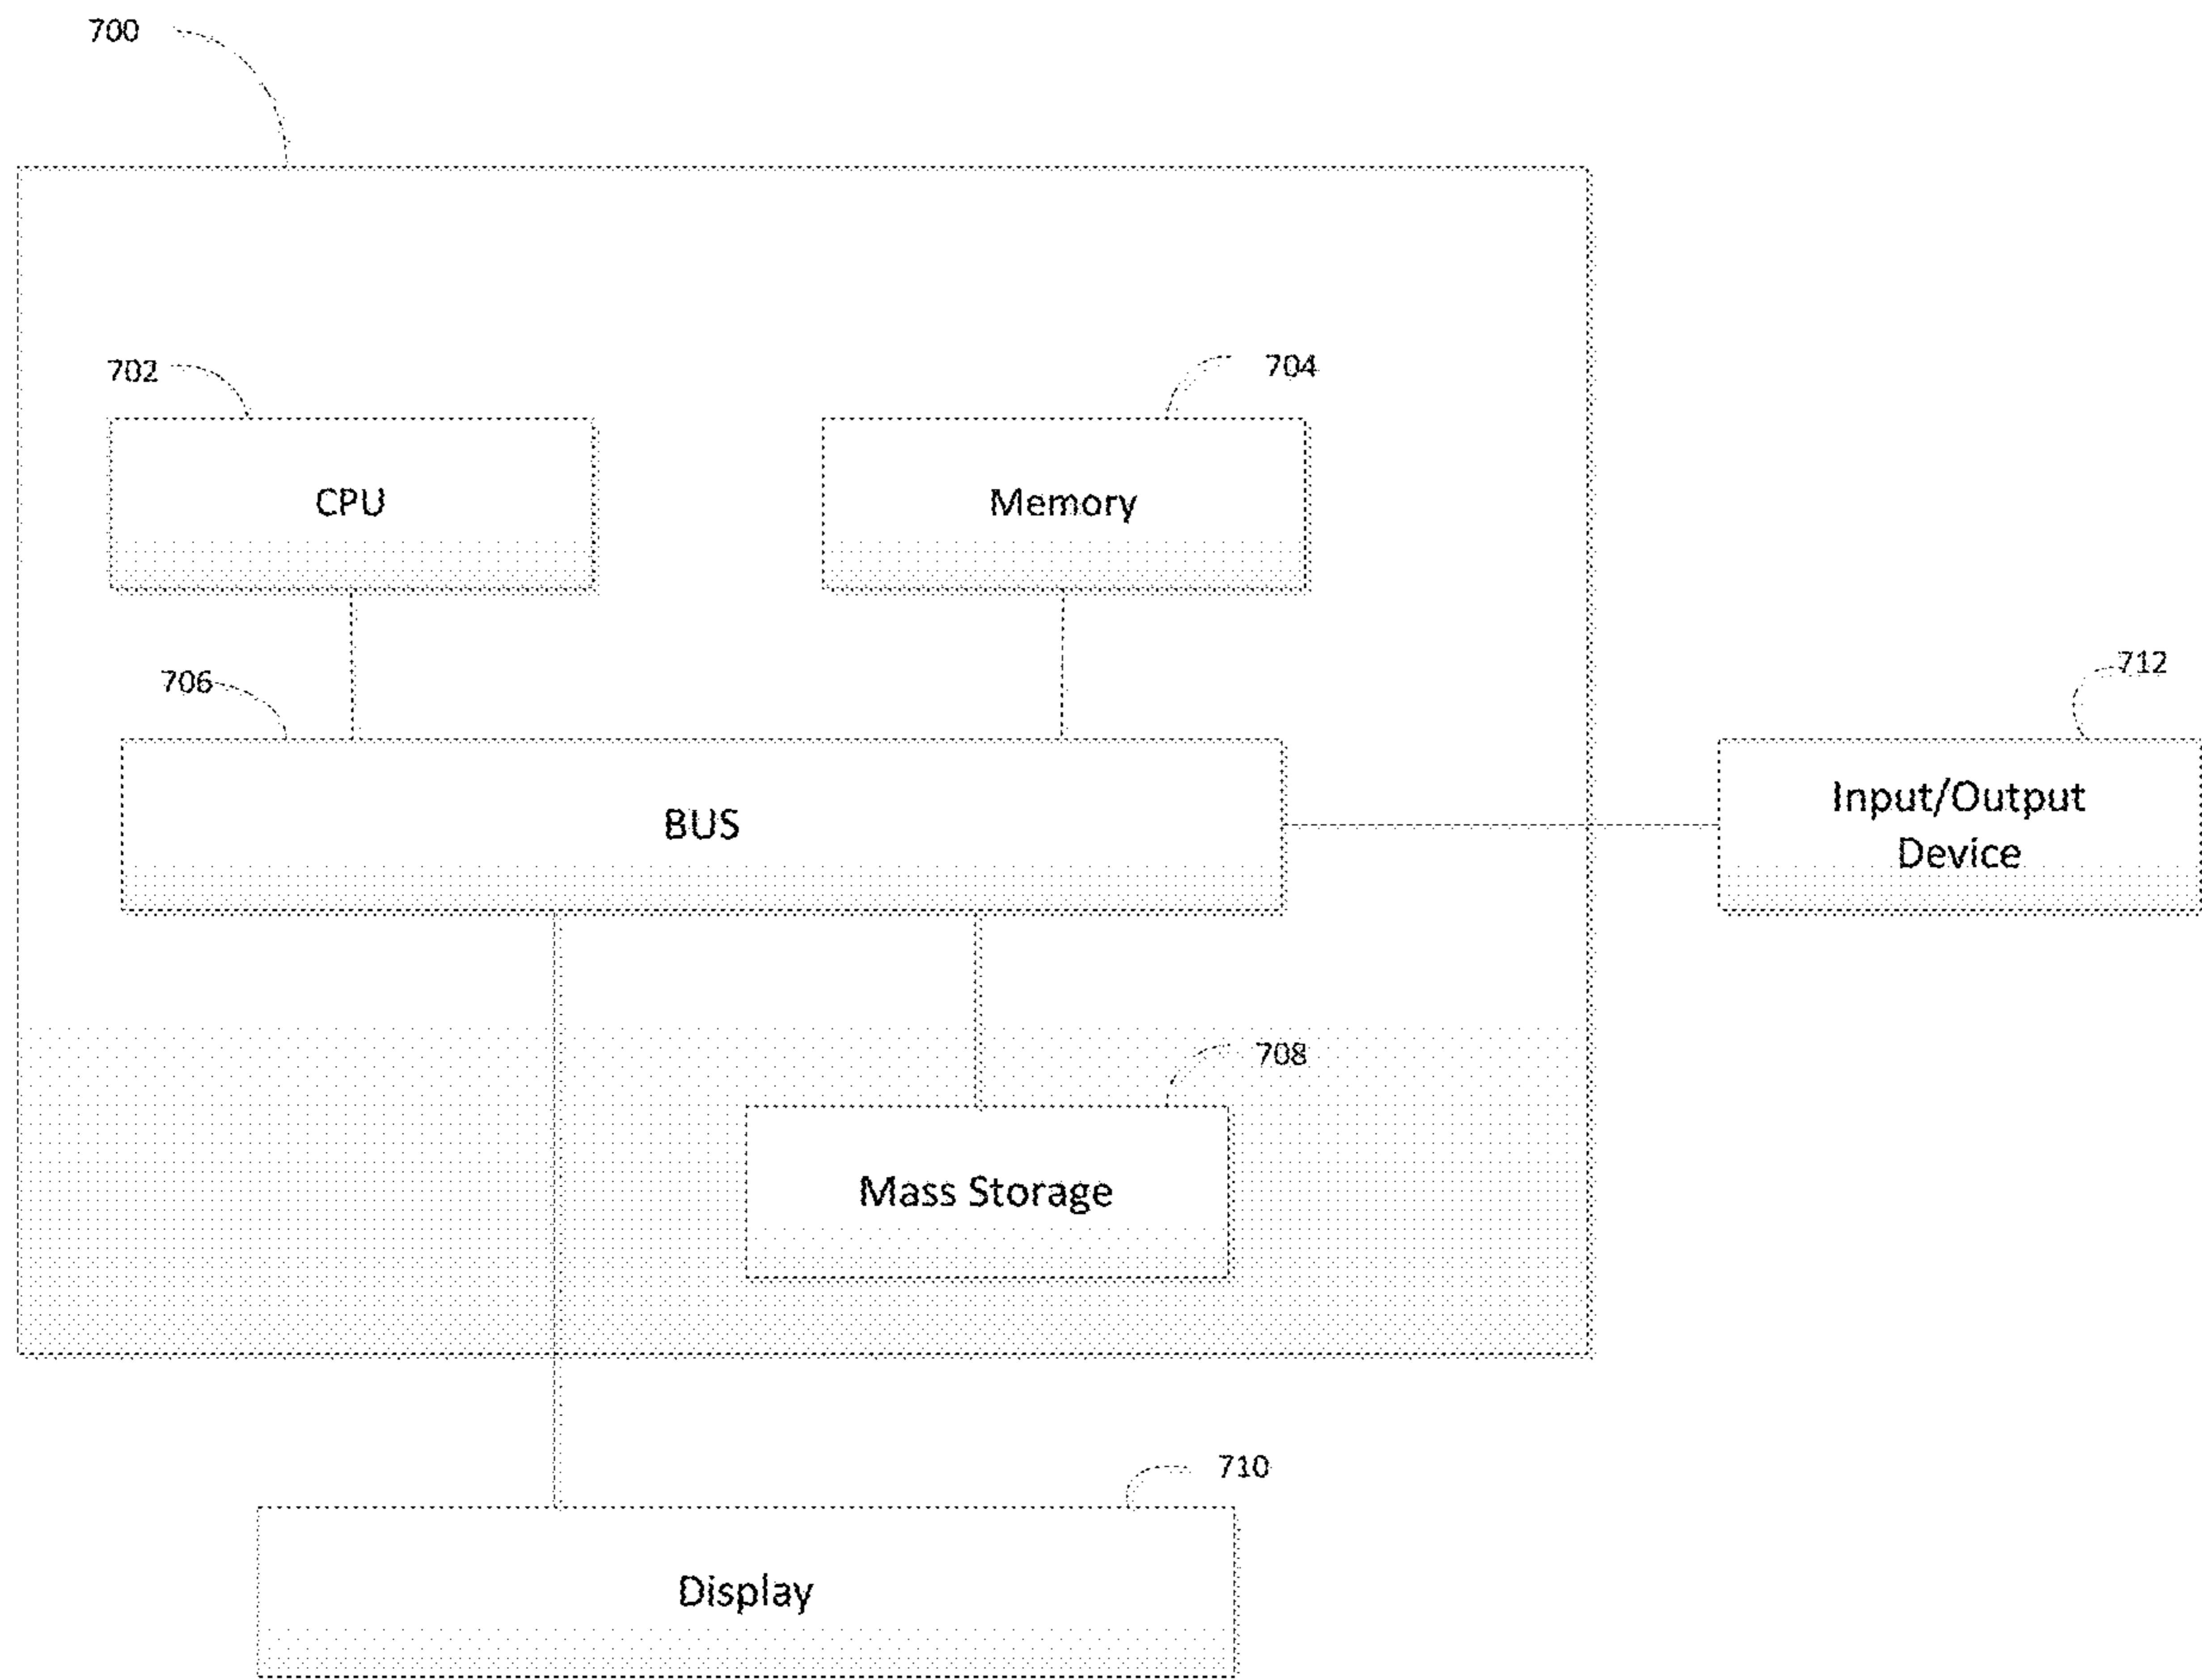 700
702
704
CPU
Memory
706
712
BUS
Input/Output
Device
708
Mass Storage
710
Display